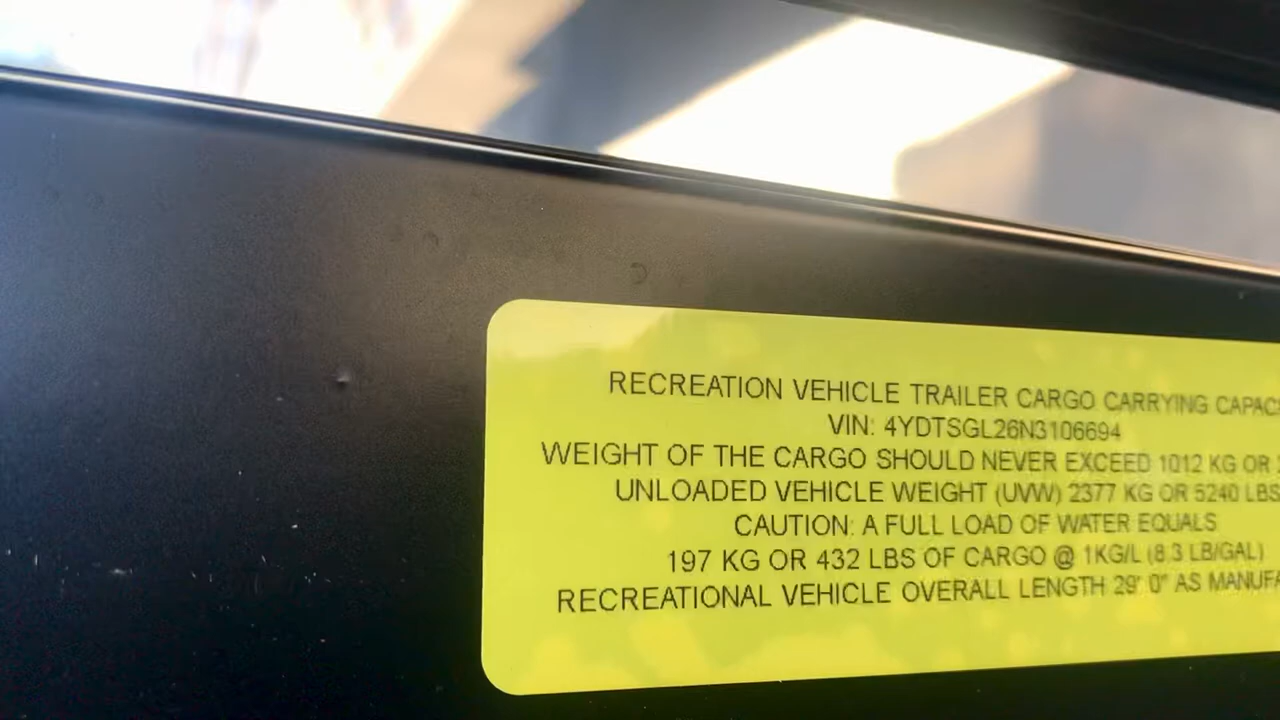 RECREATION VEHICLE TRAILER CARGO CARRYING CAPAC
VIN: 4YDTSGL26N3106694
WEIGHT OF THE CARGO SHOULD NEVER EXCEED 1012 KG OR
UNLOADED VEHICLE WEIGHT (UVW) 2377 KG OR 5240 LBS
CAUTION: A FULL LOAD OF WATER EQUALS
197 KG OR 432 LBS OF CARGO @ 1KG/L (8.3 LB/GAL)
RECREATIONAL VEHICLE OVERALL LENGTH 29' 0" AS MANUFA